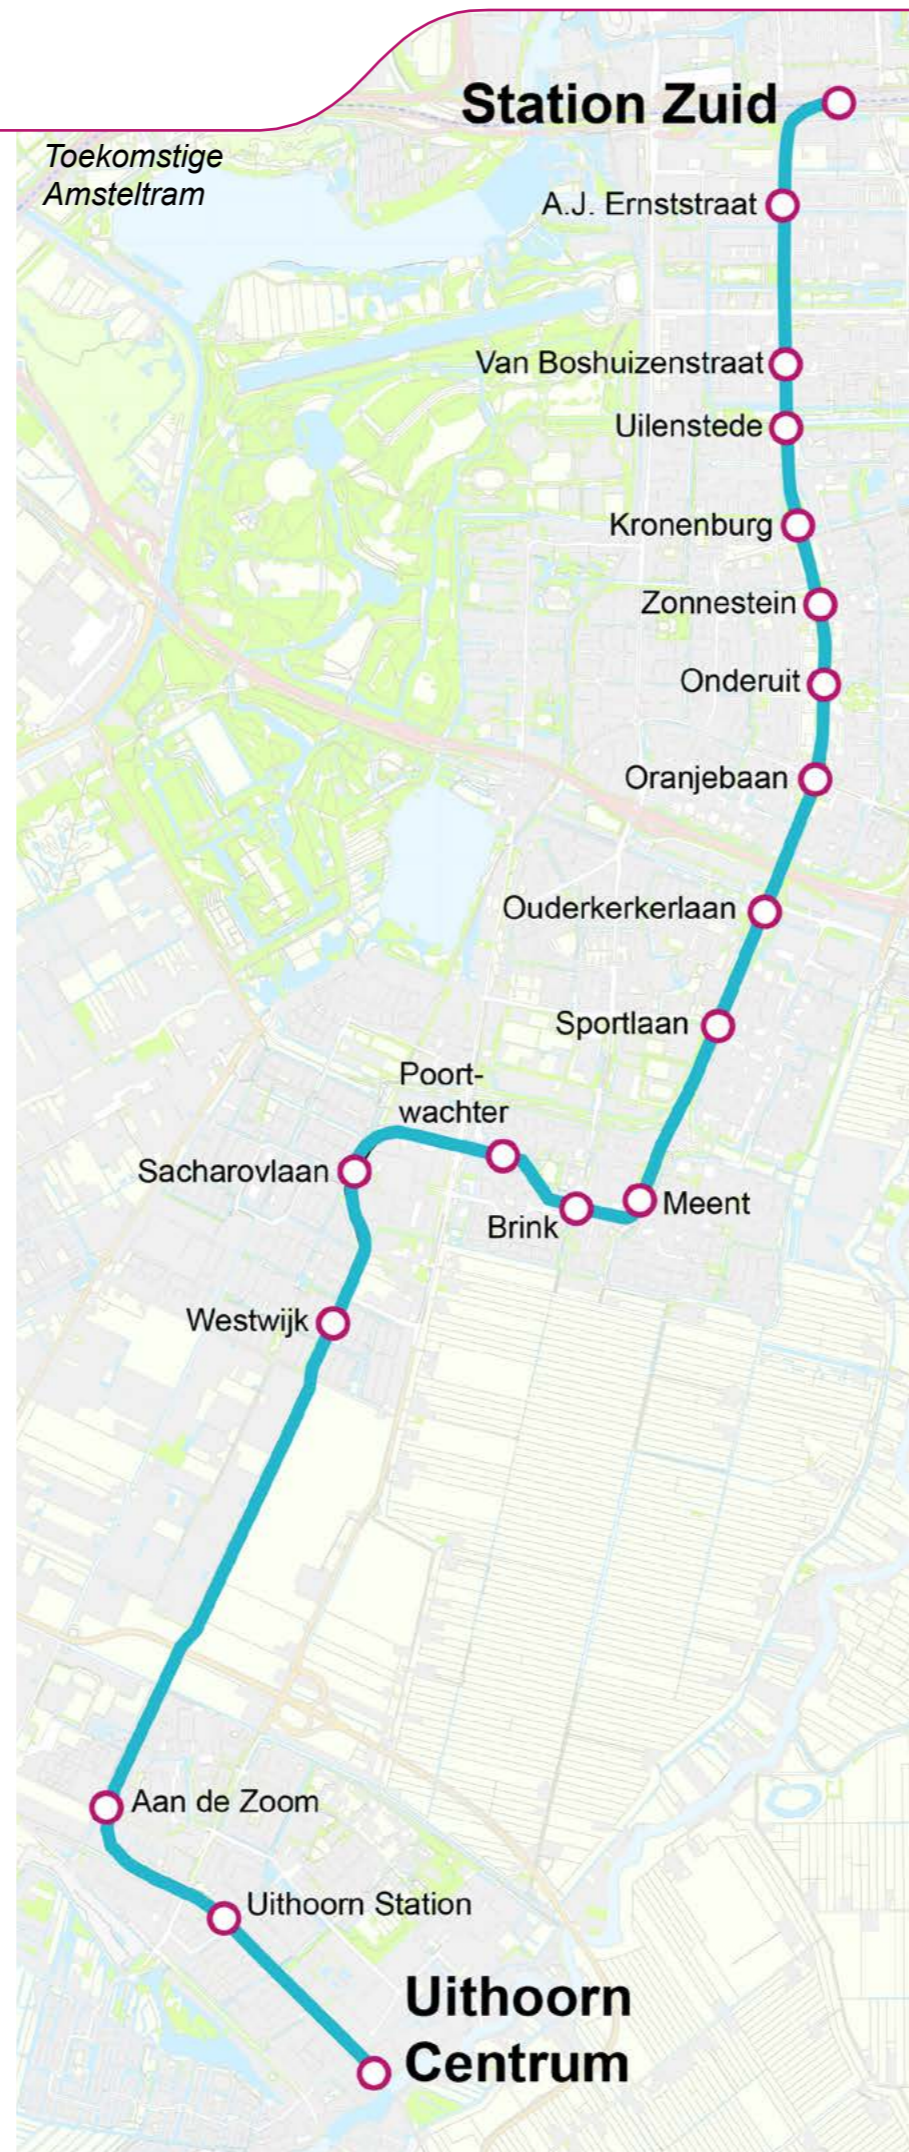 Station Zuid
Toekomstige
Amsteltram
A.J. Ernststraat
Van Boshuizenstraat
Uilenstede
Kronenburg
Zonnestein
Onderuit
Oranjebaan
Ouderkerkerlaan
Sportlaan
Poort-
wachter
Sacharovlaan
Meent
Brink
Westwijk
Aan de Zoom
Uithoorn Station
Uithoorn
Centrum